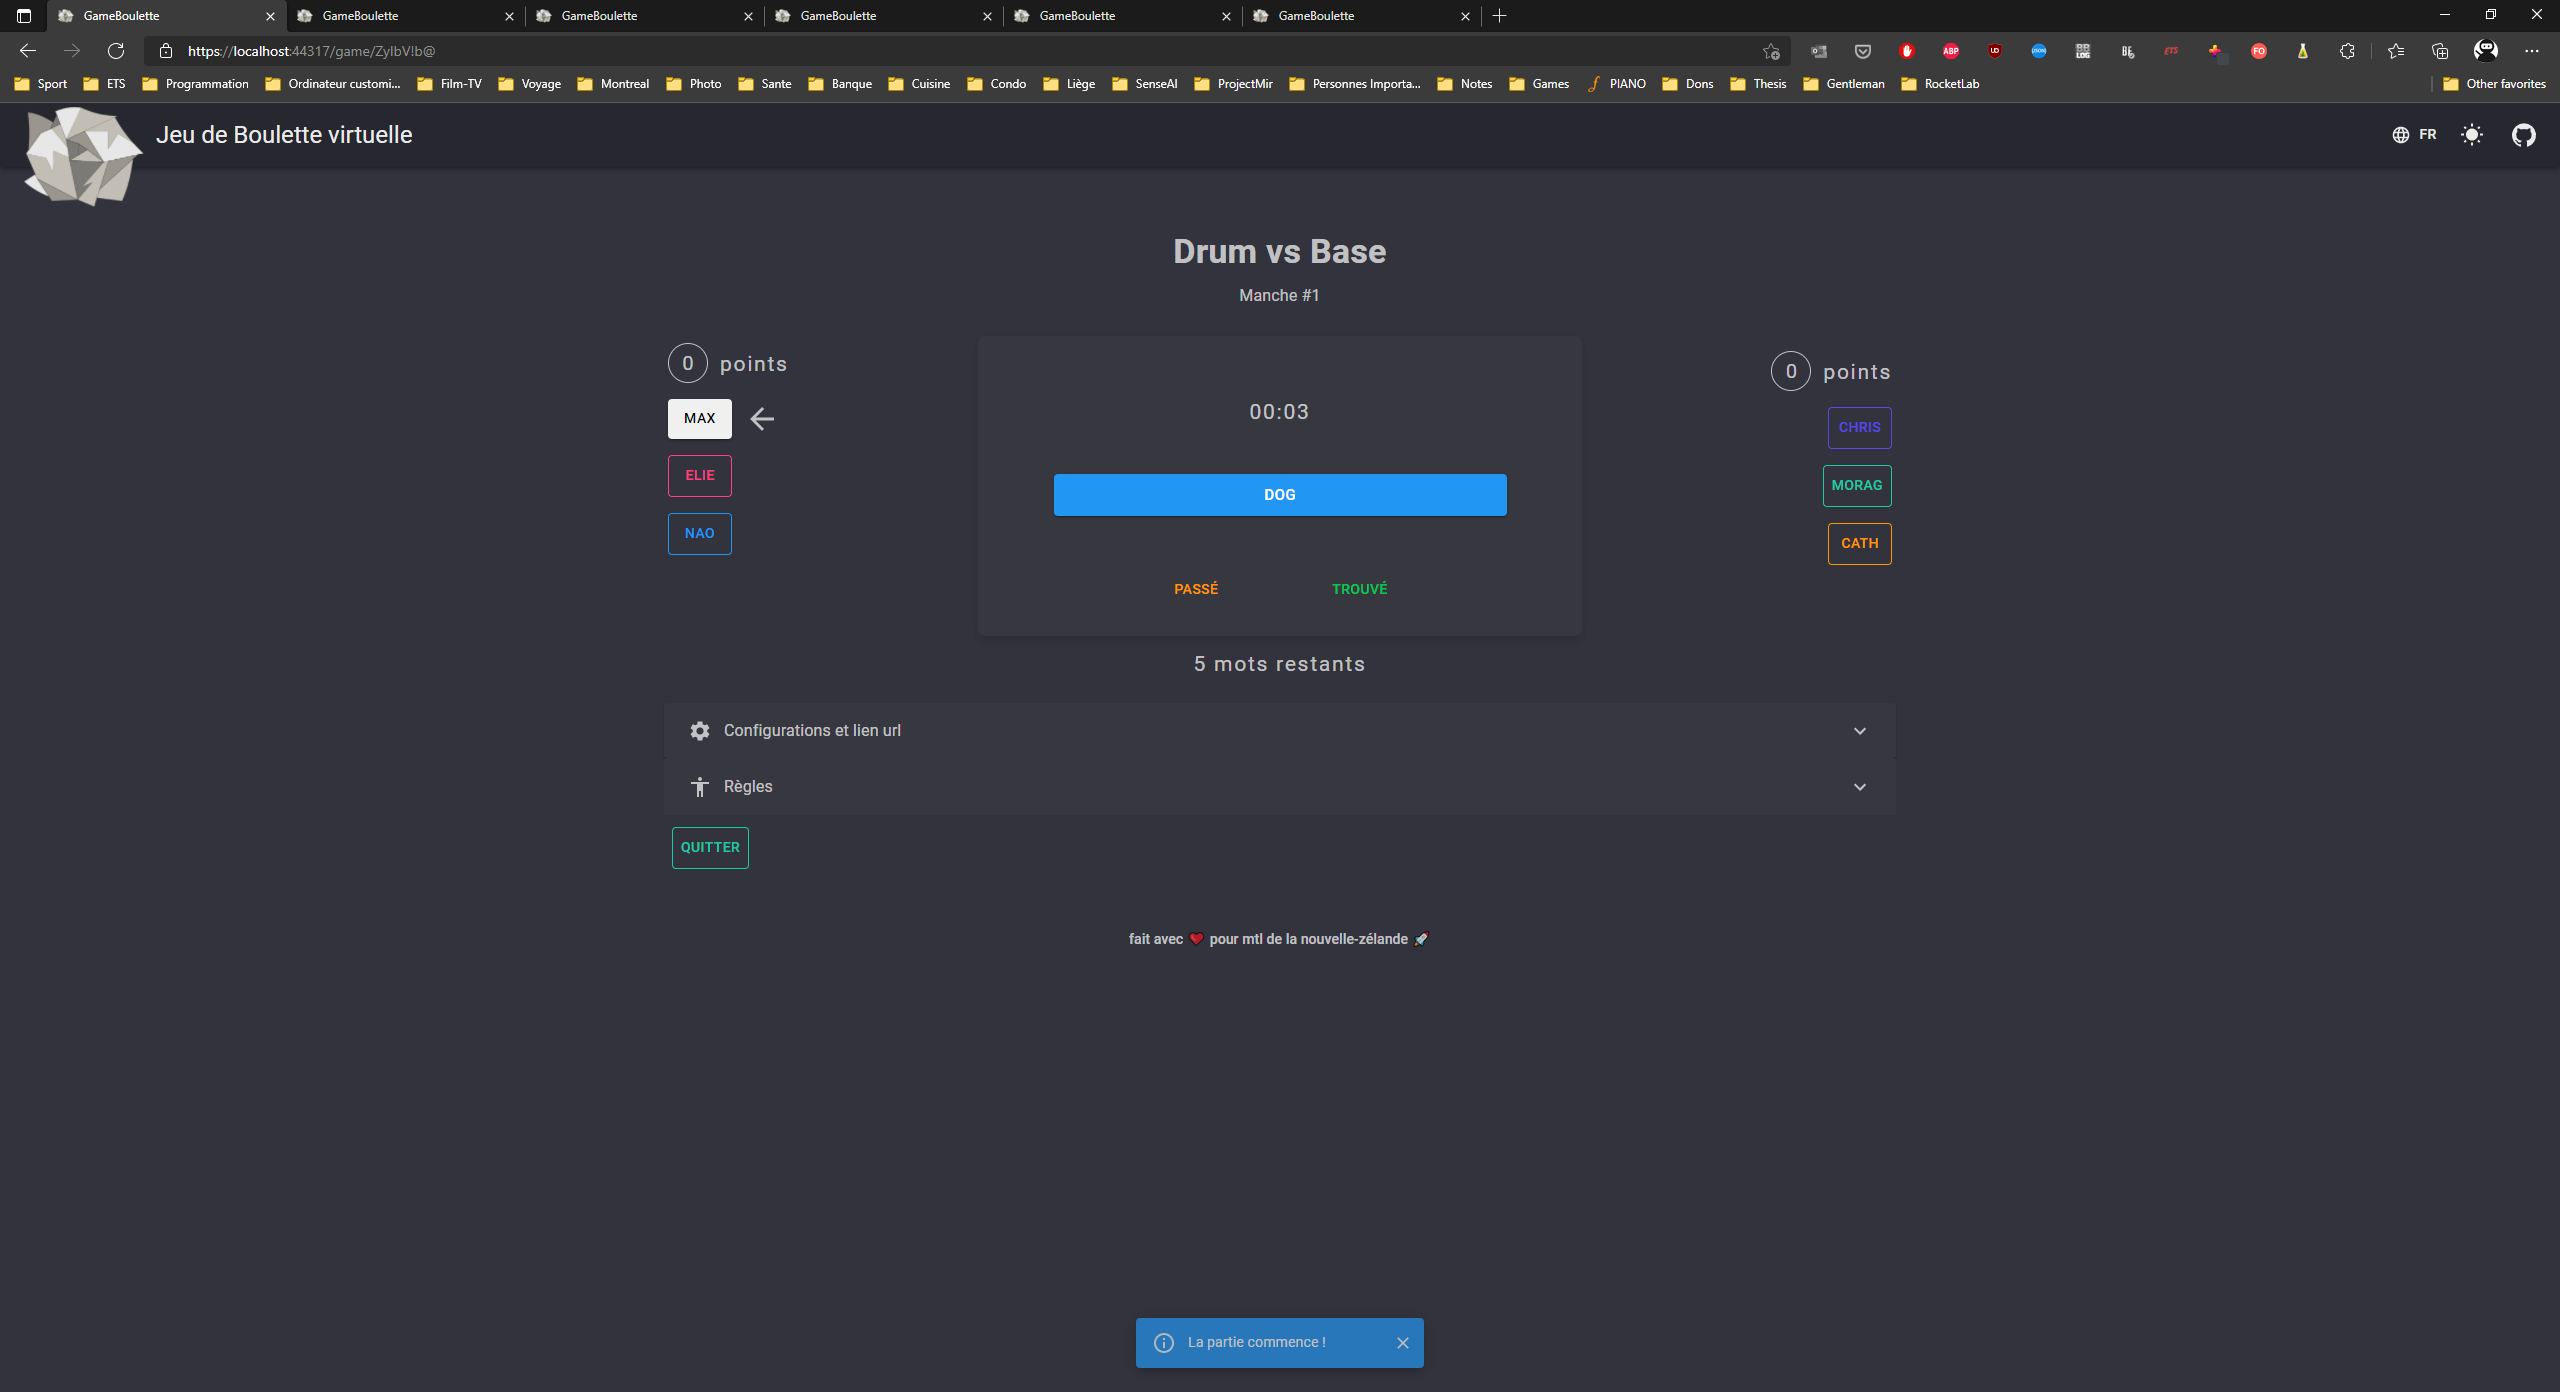 GameBoulette GameBoulette GameBoulette GameBoulette GameBoulette GameBoulette
https://localhost:44317/game/ZylbV!b@
Sport ETS Programmation Ordinateur customi... Film-TV Voyage Montreal Photo Sante Banque Cuisine Condo Liège SenseAI ProjectMir Personnes Importa... Notes Games PIANO Dons Thesis Gentleman RocketLab Other favorites
Jeu de Boulette virtuelle FR
Drum vs Base
Manche #1
0 points
MAX
ELIE
NAO
00:03
DOG
PASSÉ TROUVÉ
0 points
CHRIS
MORAG
CATH
5 mots restants
Configurations et lien url
Règles
QUITTER
fait avec ❤️ pour mtl de la nouvelle-zélande 🚀
La partie commence !